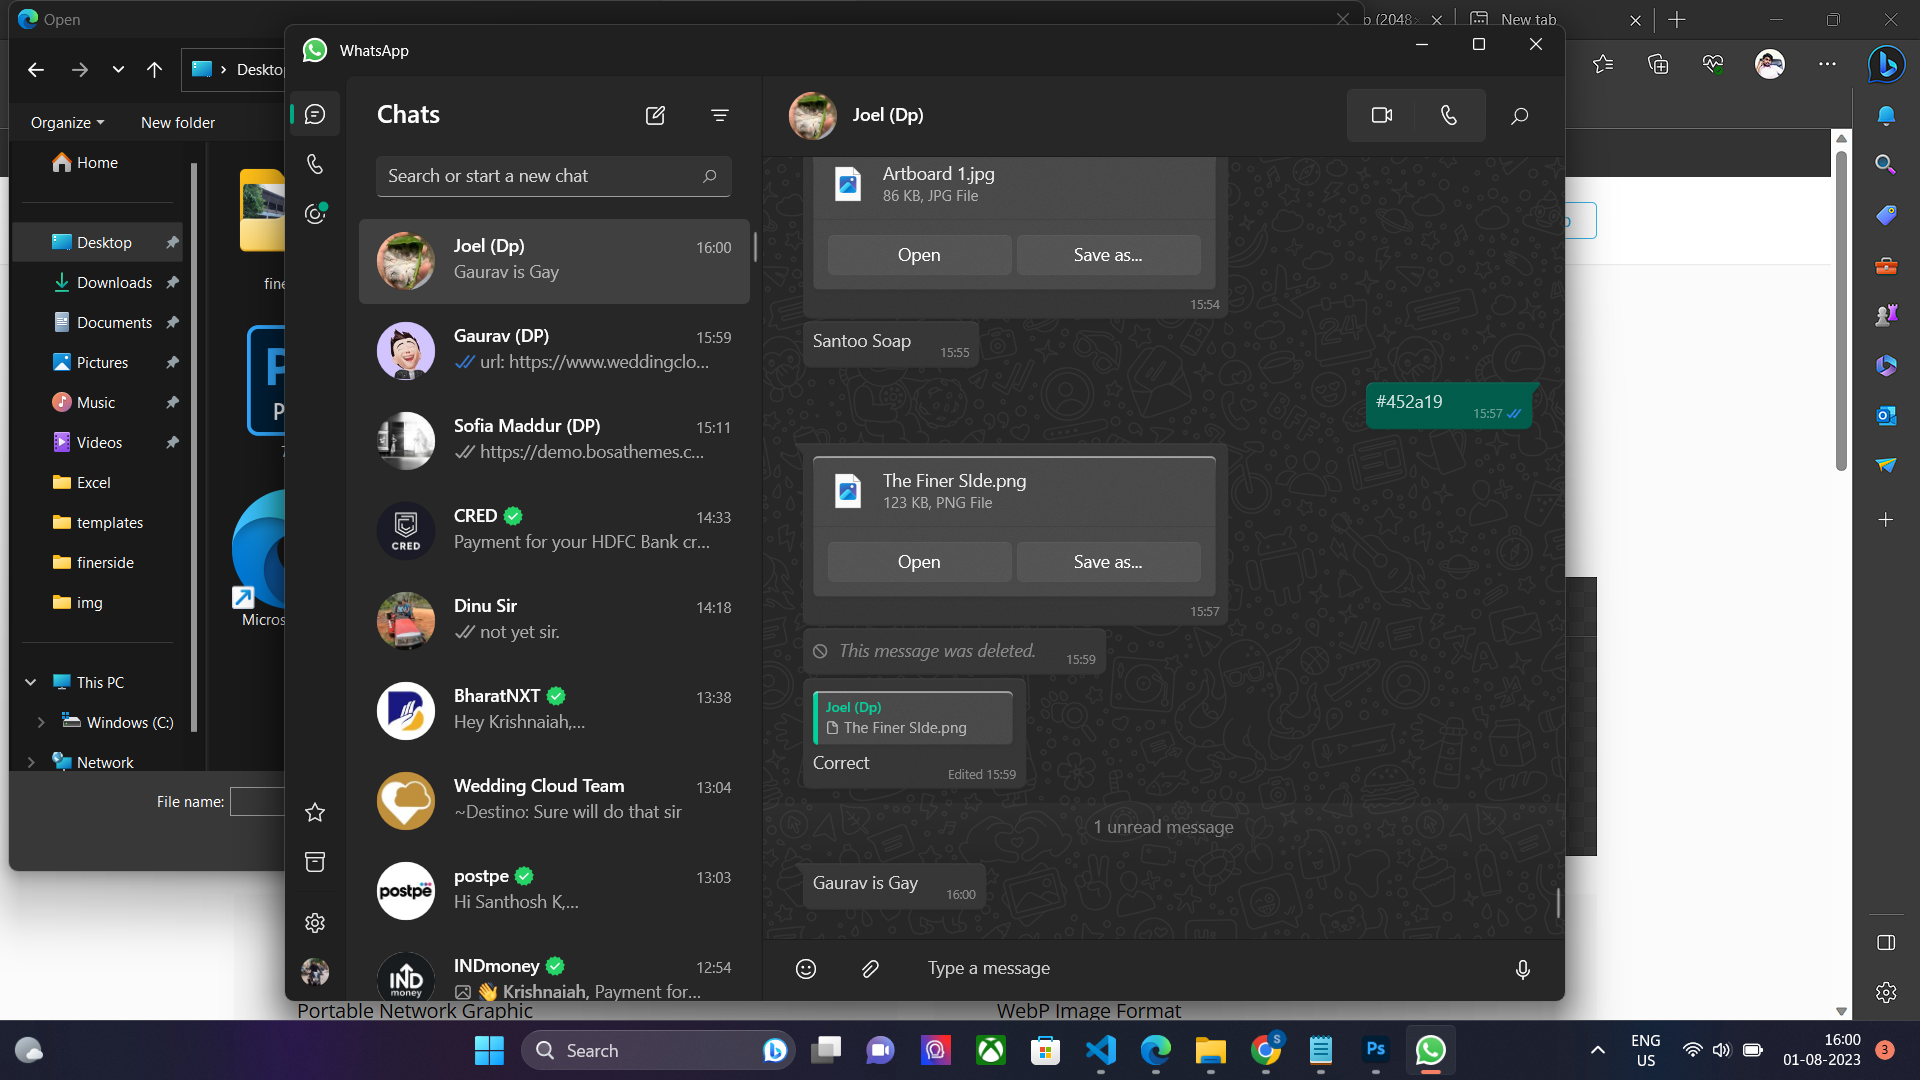 Open
p (2048
New tab
WhatsApp
Deskto
Organize
New folder
Home
Desktop
Downloads
Documents
Pictures
Music
Videos
Excel
templates
finerside
img
This PC
Windows (C:)
Network
File name:
fine
Micros
Chats
Search or start a new chat
Joel (Dp)
16:00
Gaurav is Gay
Gaurav (DP)
15:59
url: https://www.weddingclo...
Sofia Maddur (DP)
15:11
https://demo.bosathemes.c...
CRED
CRED
14:33
Payment for your HDFC Bank cr...
Dinu Sir
14:18
not yet sir.
BharatNXT
13:38
Hey Krishnaiah,...
Wedding Cloud Team
13:04
~Destino: Sure will do that sir
postpe
postpe
13:03
Hi Santhosh K,...
IND
money
INDmoney
12:54
👋 Krishnaiah, Payment for...
Joel (Dp)
Artboard 1.jpg
86 KB, JPG File
Open
Save as...
15:54
Santoo Soap
15:55
#452a19
15:57
The Finer SIde.png
123 KB, PNG File
Open
Save as...
15:57
This message was deleted.
15:59
Joel (Dp)
The Finer SIde.png
Correct
Edited 15:59
1 unread message
Gaurav is Gay
16:00
Type a message
Portable Network Graphic
WebP Image Format
Search
Ps
ENG
US
16:00
01-08-2023
3